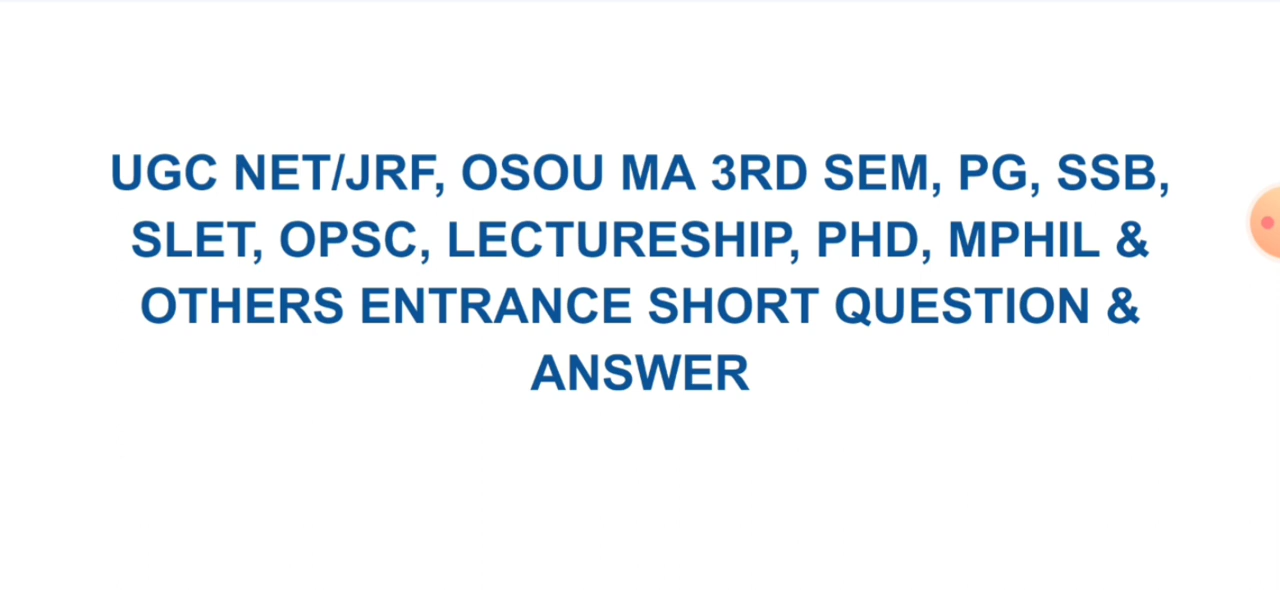 UGC NET/JRF, OSOU MA 3RD SEM, PG, SSB,
SLET, OPSC, LECTURESHIP, PHD, MPHIL &
OTHERS ENTRANCE SHORT QUESTION &
ANSWER